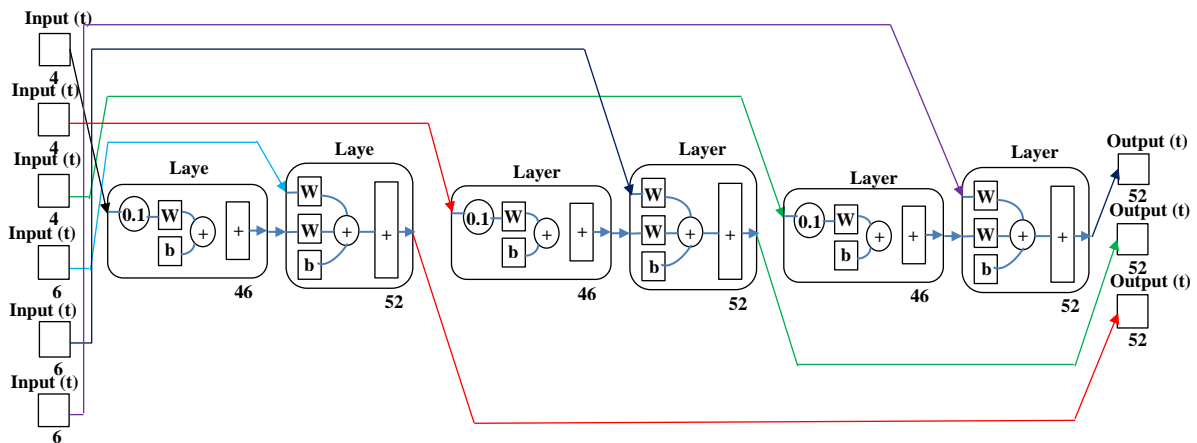 Input (t)
4
Input (t)
4
Input (t)
4
Input (t)
6
Input (t)
6
Input (t)
6
Laye
0.1
W
b
+
+
46
Laye
W
W
b
+
+
52
Layer
0.1
W
b
+
+
46
Layer
W
W
b
+
+
52
Layer
0.1
W
b
+
+
46
Layer
W
W
b
+
+
52
Output (t)
52
Output (t)
52
Output (t)
52